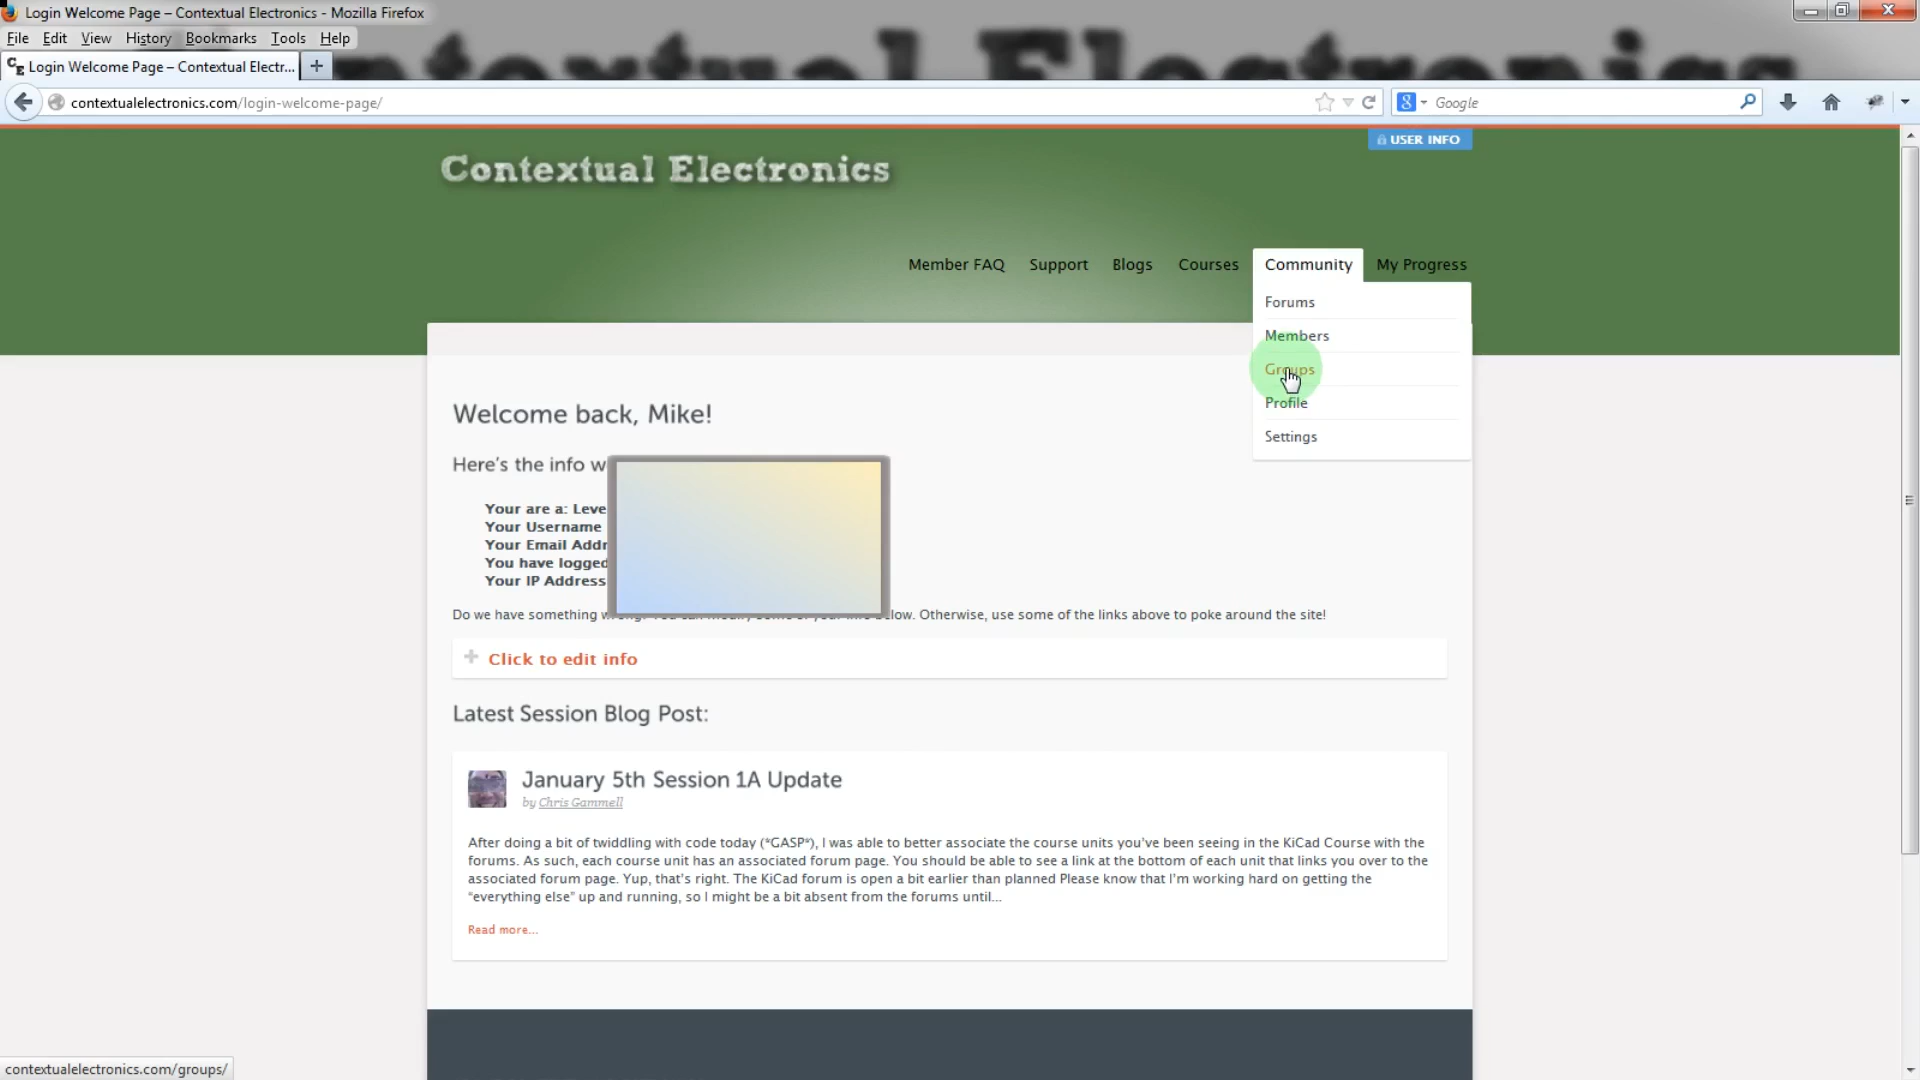 Login Welcome Page – Contextual Electronics - Mozilla Firefox
File Edit View History Bookmarks Tools Help
Login Welcome Page – Contextual Electr...
contextualelectronics.com/login-welcome-page/
Google
USER INFO
Contextual Electronics
Member FAQ Support Blogs Courses Community My Progress
Forums
Members
Groups
Profile
Settings
Welcome back, Mike!
Here's the info w
Your are a: Leve
Your Username
Your Email Addr
You have logged
Your IP Address
Do we have something low. Otherwise, use some of the links above to poke around the site!
Click to edit info
Latest Session Blog Post:
January 5th Session 1A Update
by Chris Gammell
After doing a bit of twiddling with code today (*GASP*), I was able to better associate the course units you've been seeing in the KiCad Course with the
forums. As such, each course unit has an associated forum page. You should be able to see a link at the bottom of each unit that links you over to the
associated forum page. Yup, that's right. The KiCad forum is open a bit earlier than planned Please know that I'm working hard on getting the
"everything else" up and running, so I might be a bit absent from the forums until...
Read more...
contextualelectronics.com/groups/